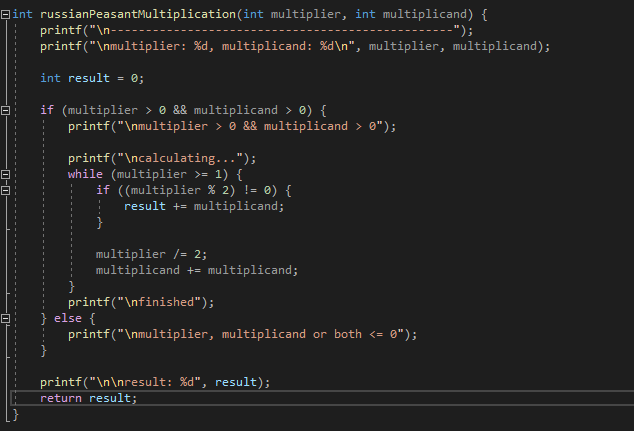 int russianPeasantMultiplication(int multiplier, int multiplicand) {
    printf("\n-------------------------------------------------");
    printf("\nmultiplier: %d, multiplicand: %d\n", multiplier, multiplicand);

    int result = 0;

    if (multiplier > 0 && multiplicand > 0) {
        printf("\nmultiplier > 0 && multiplicand > 0");

        printf("\ncalculating...");
        while (multiplier >= 1) {
            if ((multiplier % 2) != 0) {
                result += multiplicand;
            }

            multiplier /= 2;
            multiplicand += multiplicand;
        }
        printf("\nfinished");
    } else {
        printf("\nmultiplier, multiplicand or both <= 0");
    }

    printf("\n\nresult: %d", result);
    return result;
}